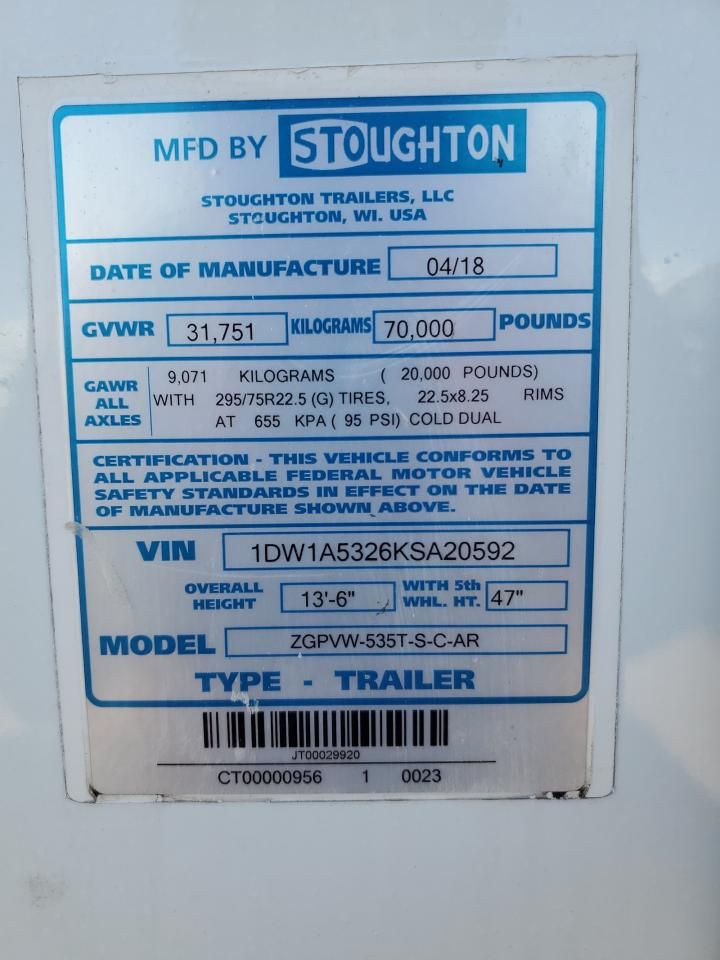 MFD BY STOUGHTON
STOUGHTON TRAILERS, LLC
STOUGHTON, WI. USA
DATE OF MANUFACTURE 04/18
GVWR 31,751 KILOGRAMS 70,000 POUNDS
GAWR ALL AXLES
9,071 KILOGRAMS ( 20,000 POUNDS)
WITH 295/75R22.5 (G) TIRES, 22.5x8.25 RIMS
AT 655 KPA ( 95 PSI) COLD DUAL
CERTIFICATION - THIS VEHICLE CONFORMS TO
ALL APPLICABLE FEDERAL MOTOR VEHICLE
SAFETY STANDARDS IN EFFECT ON THE DATE
OF MANUFACTURE SHOWN ABOVE.
VIN 1DW1A5326KSA20592
OVERALL HEIGHT 13'-6" WITH 5th WHL. HT. 47"
MODEL ZGPVW-535T-S-C-AR
TYPE - TRAILER
JT00029920
CT00000956 1 0023